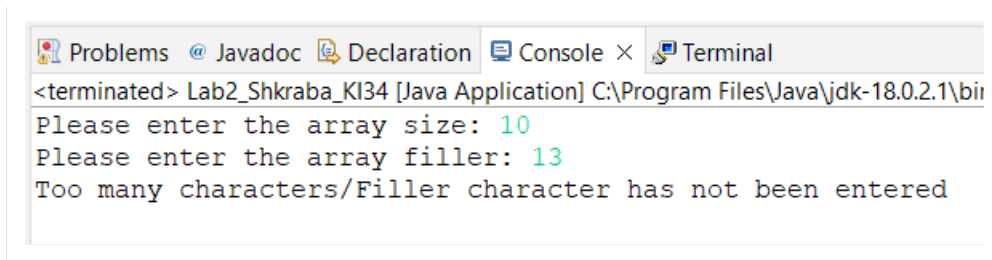 Problems @ Javadoc Declaration Console × Terminal
<terminated> Lab2_Shkraba_KI34 [Java Application] C:\Program Files\Java\jdk-18.0.2.1\bin
Please enter the array size: 10
Please enter the array filler: 13
Too many characters/Filler character has not been entered